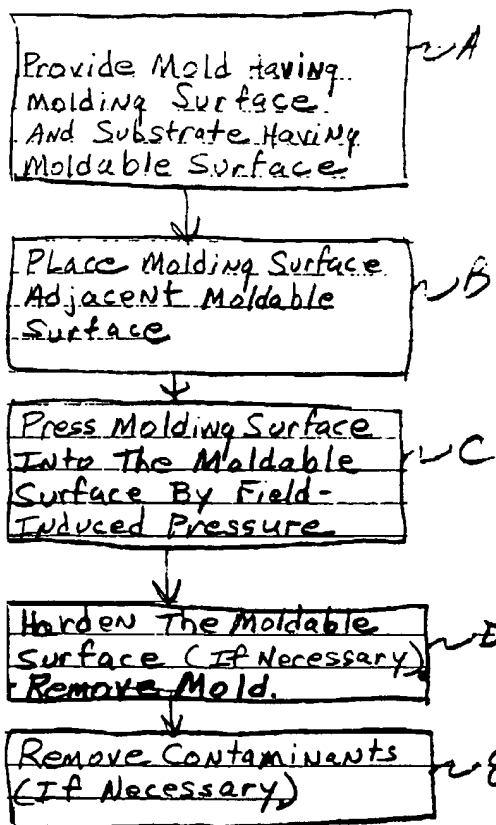 Provide Mold Having
Molding Surface
And Substrate Having
Moldable Surface
A
Place Molding Surface
Adjacent Moldable
Surface
B
Press Molding Surface
Into The Moldable
Surface By Field-
Induced Pressure
C
Harden The Moldable
Surface (If Necessary)
Remove Mold.
Remove Contaminants
(If Necessary)